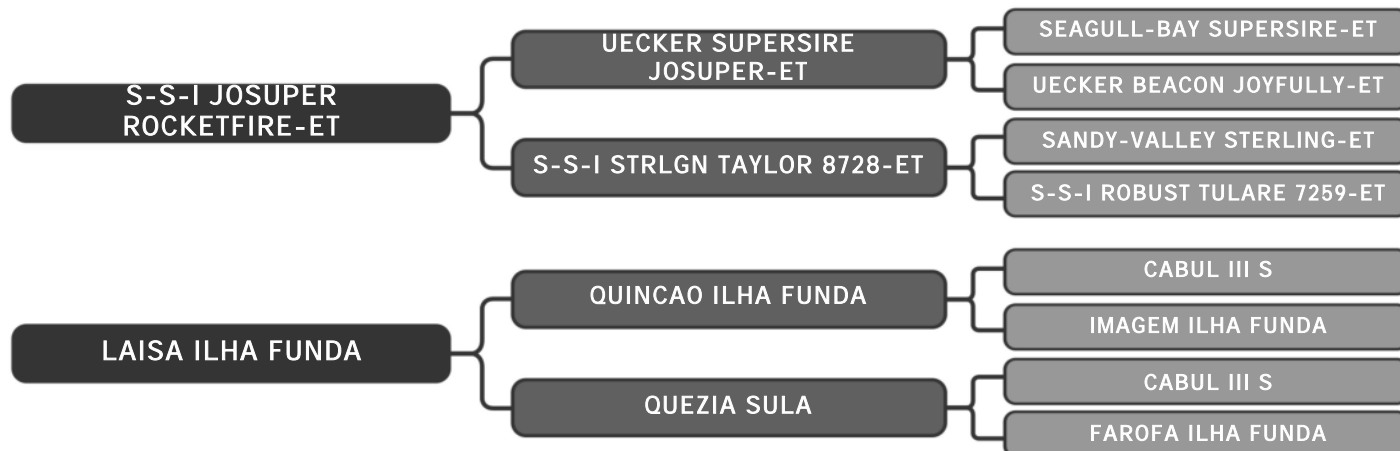 S-S-I JOSUPER
ROCKETFIRE-ET
UECKER SUPERSIRE
JOSUPER-ET
S-S-I STRLGN TAYLOR 8728-ET
SEAGULL-BAY SUPERSIRE-ET
UECKER BEACON JOYFULLY-ET
SANDY-VALLEY STERLING-ET
S-S-I ROBUST TULARE 7259-ET
LAISA ILHA FUNDA
QUINCAO ILHA FUNDA
QUEZIA SULA
CABUL III S
IMAGEM ILHA FUNDA
CABUL III S
FAROFA ILHA FUNDA